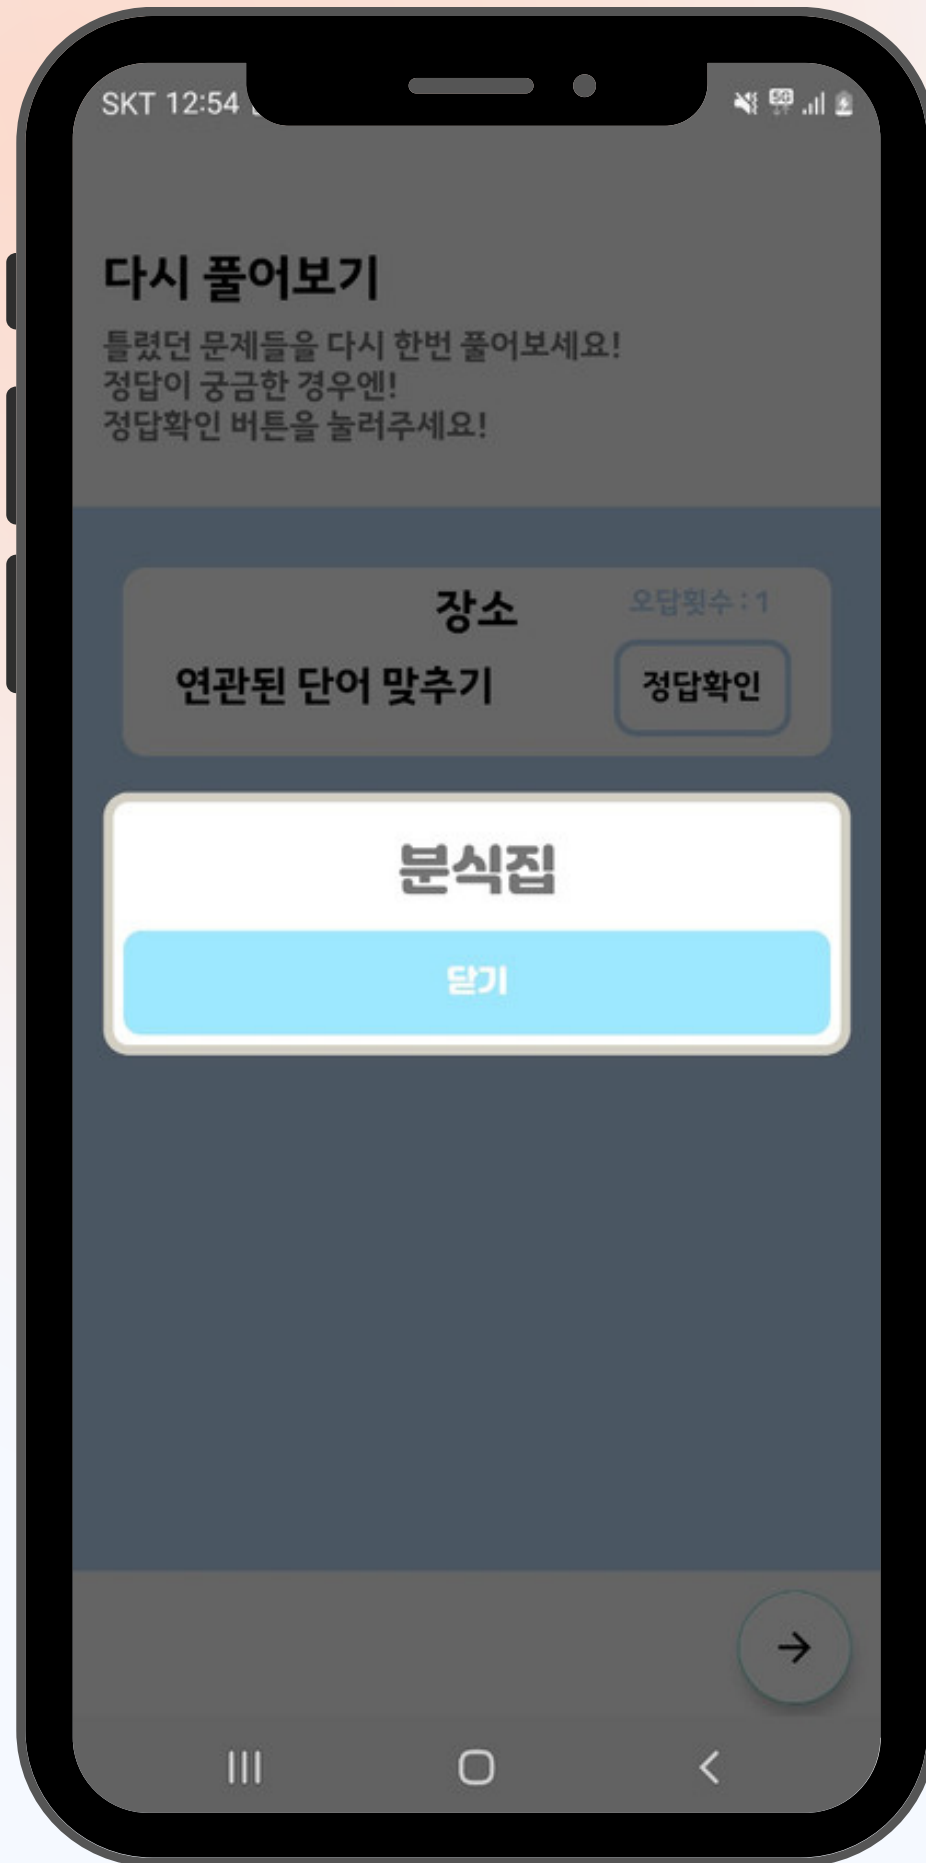 SKT 12:54
5G
다시 풀어보기
틀렸던 문제들을 다시 한번 풀어보세요!
정답이 궁금한 경우엔!
정답확인 버튼을 눌러주세요!
장소
오답횟수 : 1
연관된 단어 맞추기
정답확인
분식집
닫기